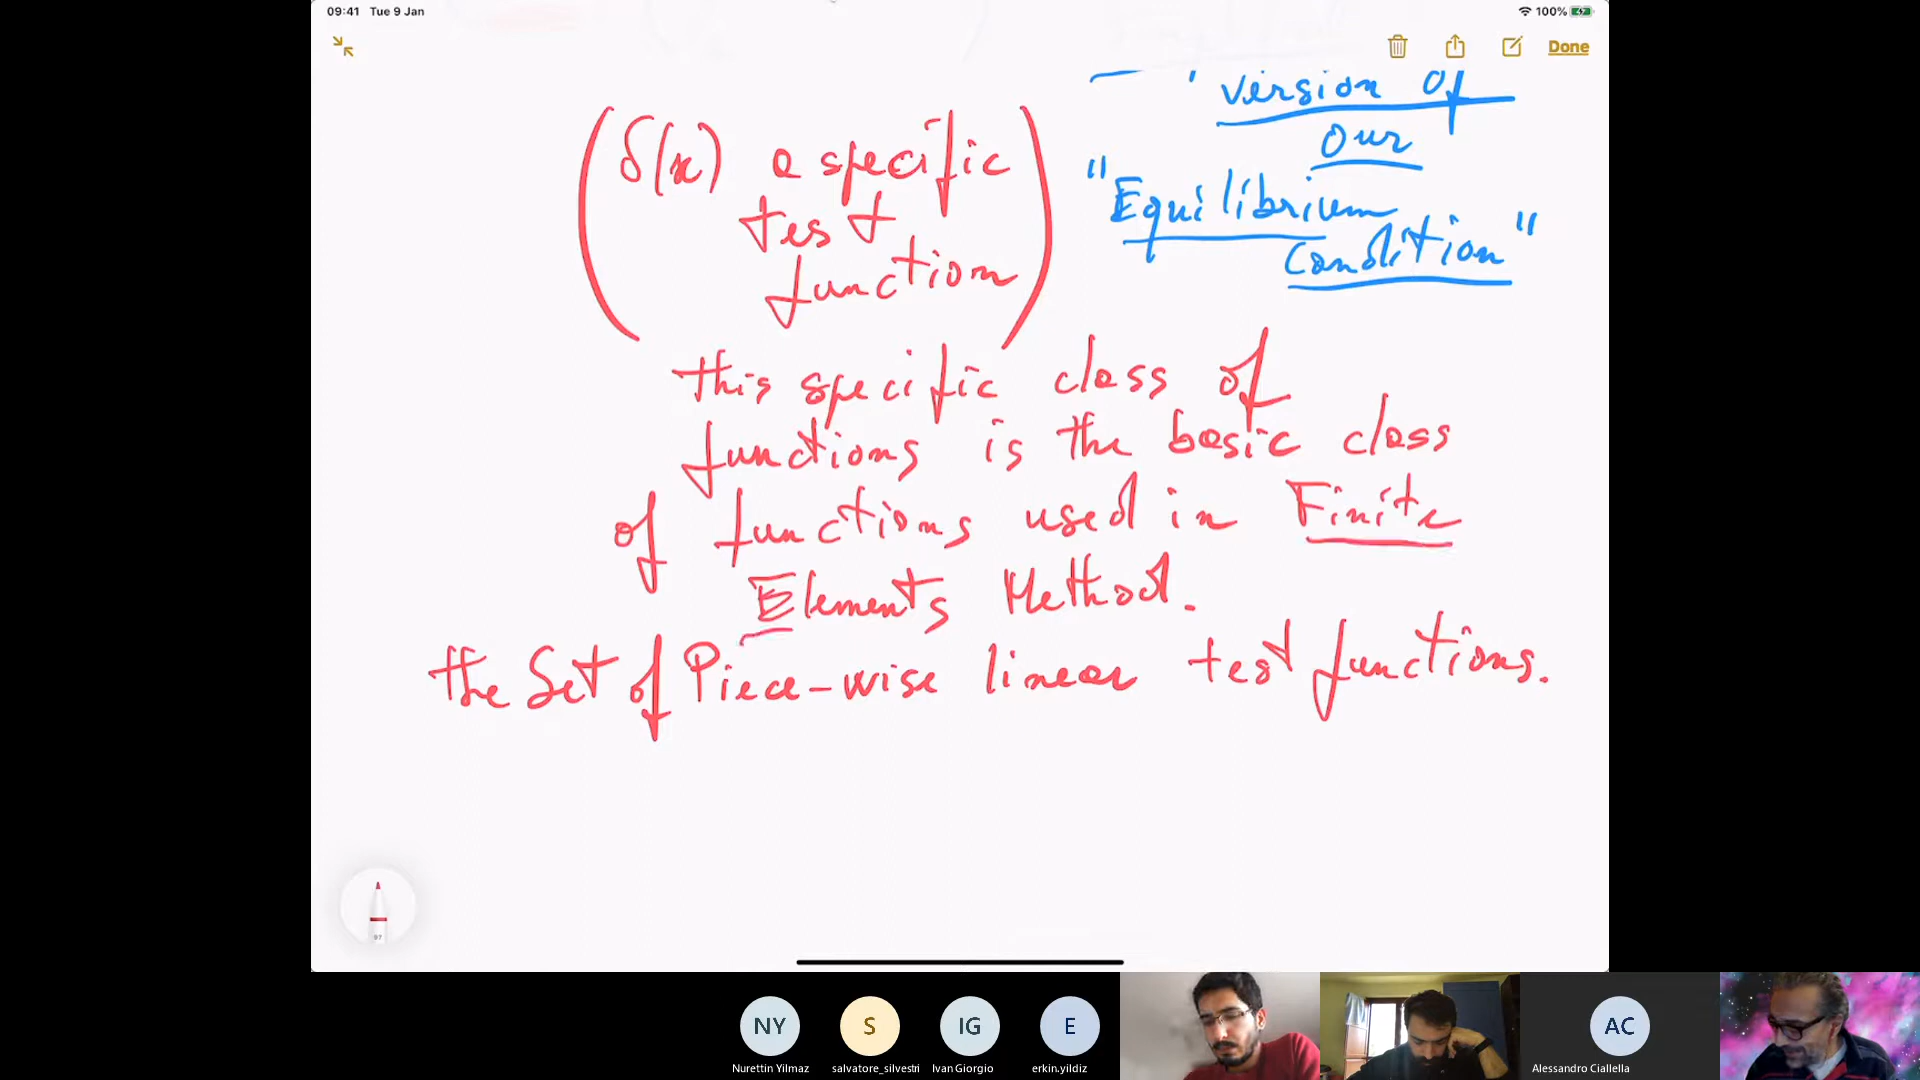 09:41 Tue 9 Jan
100%
Done
version of
our
"Equilibrium
Condition"
(δ(x) a specific
test
function)
this specific class of
functions is the basic class
of functions used in Finite
Elements Method.
the Set of Piece-wise linear test functions.
97
NY
S
IG
E
AC
Nurettin Yilmaz
salvatore_silvestri
Ivan Giorgio
erkin.yildiz
Alessandro Ciallella